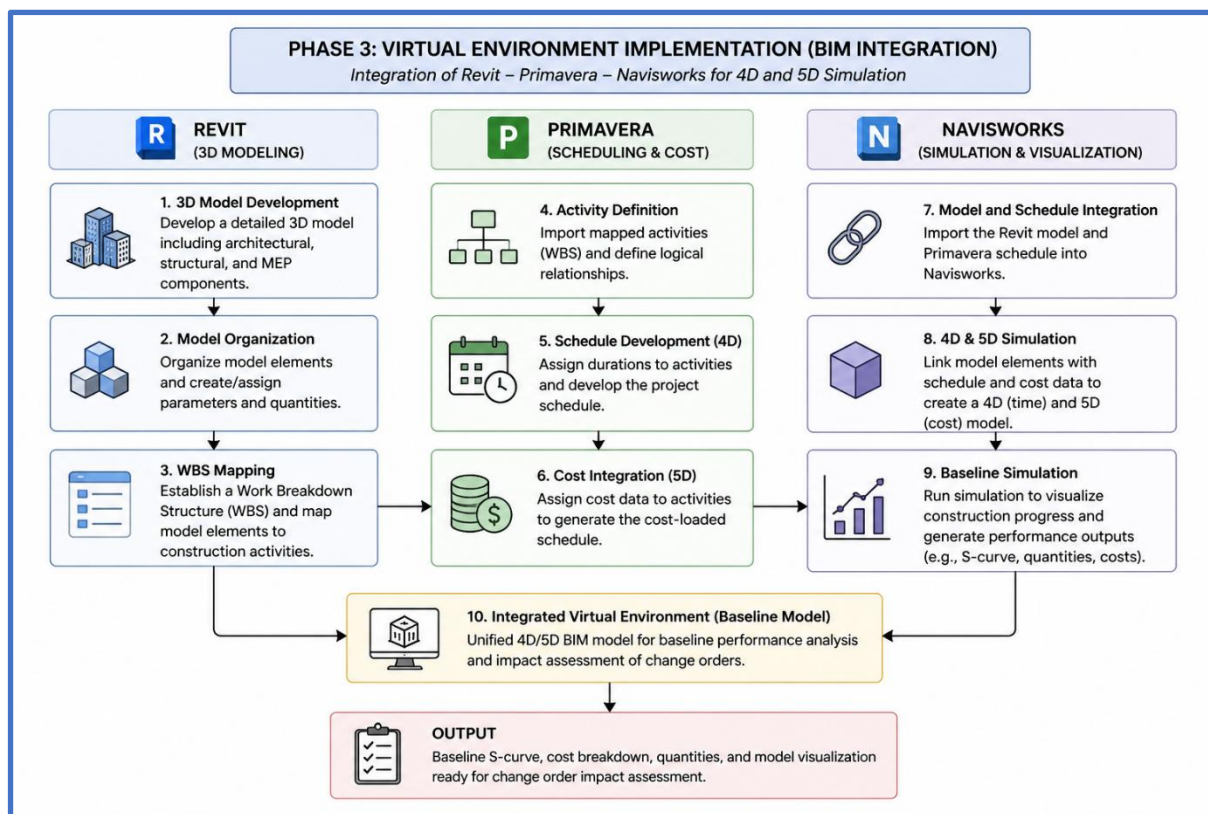 PHASE 3: VIRTUAL ENVIRONMENT IMPLEMENTATION (BIM INTEGRATION)
Integration of Revit – Primavera – Navisworks for 4D and 5D Simulation
R
REVIT
(3D MODELING)
1. 3D Model Development
Develop a detailed 3D model
including architectural,
structural, and MEP
components.
2. Model Organization
Organize model elements
and create/assign
parameters and quantities.
3. WBS Mapping
Establish a Work Breakdown
Structure (WBS) and map
model elements to
construction activities.
P
PRIMAVERA
(SCHEDULING & COST)
4. Activity Definition
Import mapped activities
(WBS) and define logical
relationships.
5. Schedule Development (4D)
Assign durations to activities
and develop the project
schedule.
6. Cost Integration (5D)
Assign cost data to activities
to generate the cost-loaded
schedule.
$
N
NAVISWORKS
(SIMULATION & VISUALIZATION)
7. Model and Schedule Integration
Import the Revit model and
Primavera schedule into
Navisworks.
8. 4D & 5D Simulation
Link model elements with
schedule and cost data to
create a 4D (time) and 5D
(cost) model.
9. Baseline Simulation
Run simulation to visualize
construction progress and
generate performance outputs
(e.g., S-curve, quantities, costs).
10. Integrated Virtual Environment (Baseline Model)
Unified 4D/5D BIM model for baseline performance analysis
and impact assessment of change orders.
OUTPUT
Baseline S-curve, cost breakdown, quantities, and model visualization
ready for change order impact assessment.